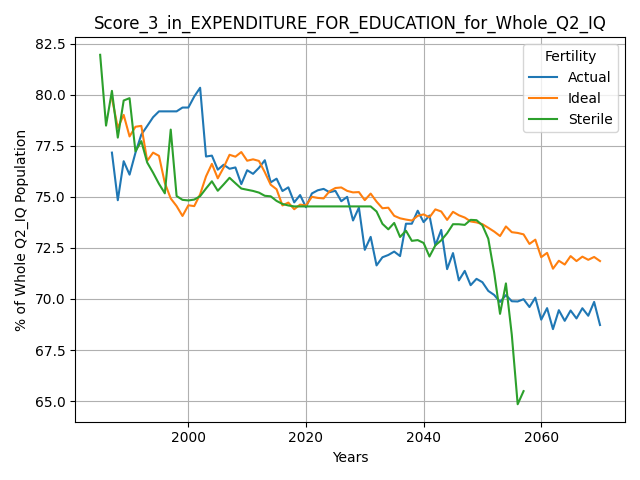 Score_3_in_EXPENDITURE_FOR_EDUCATION_for_Whole_Q2_IQ
Fertility
Actual
Ideal
Sterile
% of Whole Q2_IQ Population
82.5
80.0
77.5
75.0
72.5
70.0
67.5
65.0
2000
2020
2040
2060
Years